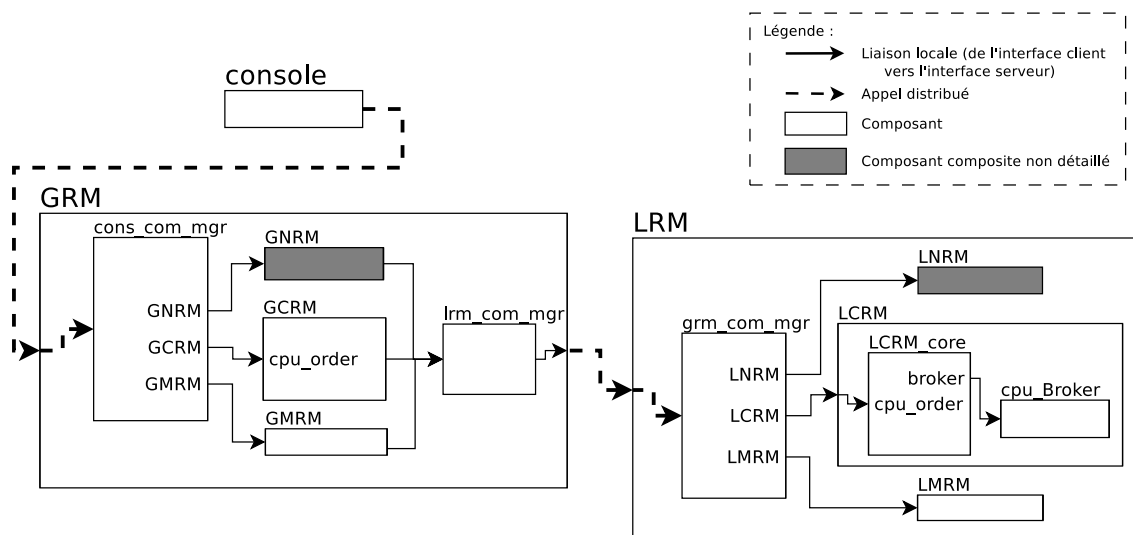 Légende :
Liaison locale (de l'interface client
vers l'interface serveur)
Appel distribué
Composant
Composant composite non détaillé
console
GRM
cons_com_mgr
GNRM
GCRM
GMRM
GNRM
GCRM
cpu_order
GMRM
lrm_com_mgr
LRM
grm_com_mgr
LNRM
LCRM
LMRM
LNRM
LCRM
LCRM_core
broker
cpu_order
cpu_Broker
LMRM